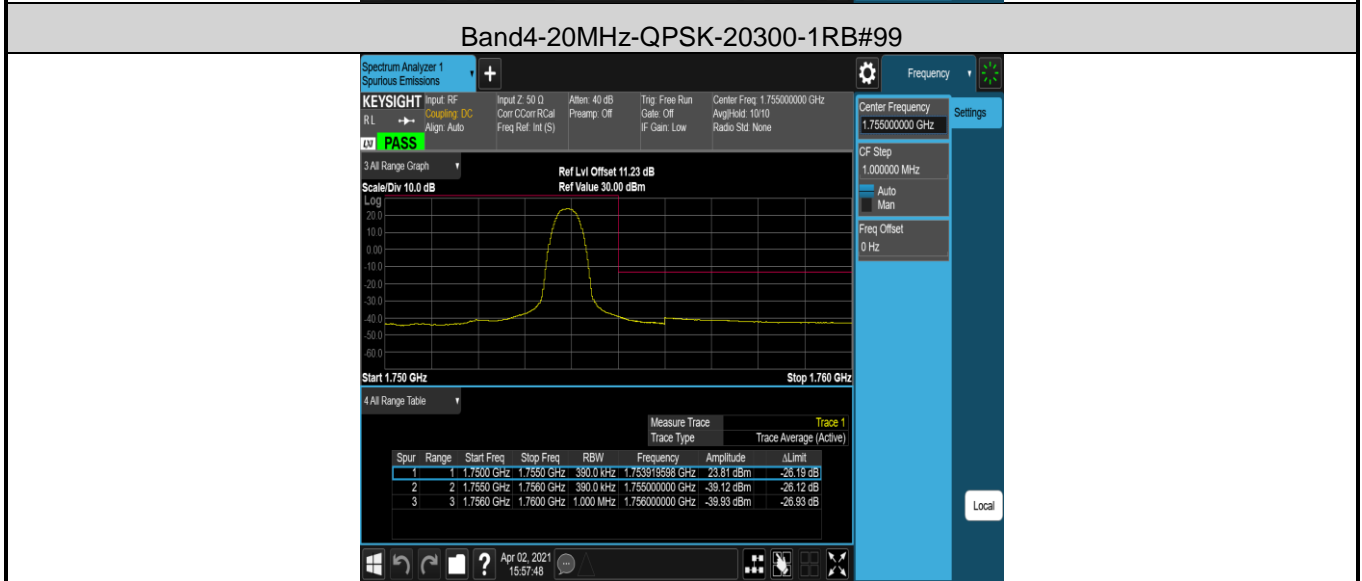 Band4-20MHz-QPSK-20300-1RB#99
Spectrum Analyzer 1
Spurious Emissions
+
Frequency
KEYSIGHT
RL
LXI
PASS
Input: RF
Coupling: DC
Align: Auto
Input Z: 50 Ω
Corr CCorr RCal
Freq Ref: Int (S)
Atten: 40 dB
Preamp: Off
Trig: Free Run
Gate: Off
IF Gain: Low
Center Freq: 1.755000000 GHz
Avg|Hold: 10/10
Radio Std: None
Center Frequency
1.755000000 GHz
Settings
CF Step
1.000000 MHz
Auto
Man
Freq Offset
0 Hz
3 All Range Graph
Ref Lvl Offset 11.23 dB
Scale/Div 10.0 dB
Ref Value 30.00 dBm
Log
20.0
10.0
0.00
-10.0
-20.0
-30.0
-40.0
-50.0
-60.0
Start 1.750 GHz
Stop 1.760 GHz
4 All Range Table
Measure Trace Trace 1
Trace Type Trace Average (Active)
Spur Range Start Freq Stop Freq RBW Frequency Amplitude ΔLimit
1 1 1.7500 GHz 1.7550 GHz 390.0 kHz 1.753919598 GHz 23.81 dBm -26.19 dB
2 2 1.7550 GHz 1.7560 GHz 390.0 kHz 1.755000000 GHz -39.12 dBm -26.12 dB
3 3 1.7560 GHz 1.7600 GHz 1.000 MHz 1.756000000 GHz -39.93 dBm -26.93 dB
Local
?
Apr 02, 2021
15:57:48